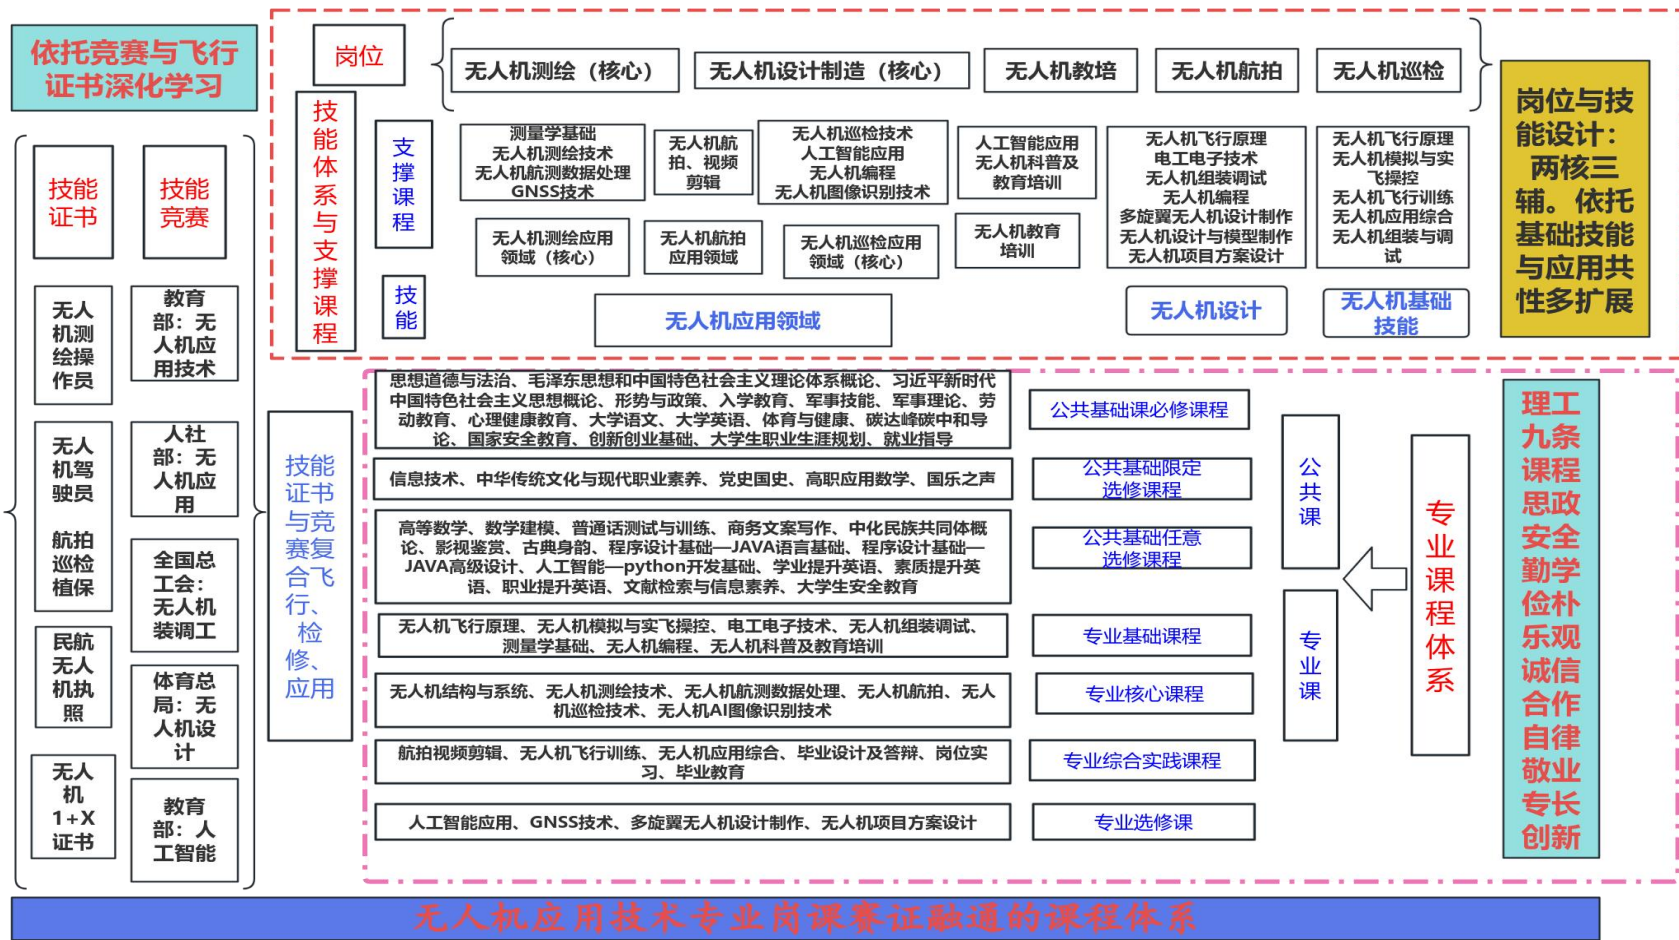 依托竞赛与飞行
证书深化学习
技能
证书
技能
竞赛
无人
机测
绘操
作员
教育
部：无
人机应
用技术
无人
机驾
驶员
航拍
巡检
植保
人社
部：无
人机应
用
全国总
工会：
无人机
装调工
民航
无人
机执
照
体育总
局：无
人机设
计
无人
机
1+X
证书
教育
部：人
工智能
岗位
无人机测绘（核心）
无人机设计制造（核心）
无人机教培
无人机航拍
无人机巡检
技
能
体
系
与
支
撑
课
程
支
撑
课
程
测量学基础
无人机测绘技术
无人机航测数据处理
GNSS技术
无人机航
拍、视频
剪辑
无人机巡检技术
人工智能应用
无人机编程
无人机图像识别技术
人工智能应用
无人机科普及
教育培训
无人机飞行原理
电工电子技术
无人机组装调试
无人机编程
多旋翼无人机设计制作
无人机设计与模型制作
无人机项目方案设计
无人机飞行原理
无人机模拟与实
飞操控
无人机飞行训练
无人机应用综合
无人机组装与调
试
无人机测绘应用
领域（核心）
无人机航拍
应用领域
无人机巡检应用
领域（核心）
无人机教育
培训
技
能
无人机应用领域
无人机设计
无人机基础
技能
岗位与技
能设计：
两核三
辅。依托
基础技能
与应用共
性多扩展
技能
证书
与竞
赛复
合飞
行、
检
修、
应用
思想道德与法治、毛泽东思想和中国特色社会主义理论体系概论、习近平新时代
中国特色社会主义思想概论、形势与政策、入学教育、军事技能、军事理论、劳
动教育、心理健康教育、大学语文、大学英语、体育与健康、碳达峰碳中和导
论、国家安全教育、创新创业基础、大学生职业生涯规划、就业指导
公共基础课必修课程
信息技术、中华传统文化与现代职业素养、党史国史、高职应用数学、国乐之声
公共基础限定
选修课程
高等数学、数学建模、普通话测试与训练、商务文案写作、中化民族共同体概
论、影视鉴赏、古典身韵、程序设计基础—JAVA语言基础、程序设计基础—
JAVA高级设计、人工智能—python开发基础、学业提升英语、素质提升英
语、职业提升英语、文献检索与信息素养、大学生安全教育
公共基础任意
选修课程
无人机飞行原理、无人机模拟与实飞操控、电工电子技术、无人机组装调试、
测量学基础、无人机编程、无人机科普及教育培训
专业基础课程
无人机结构与系统、无人机测绘技术、无人机航测数据处理、无人机航拍、无人
机巡检技术、无人机AI图像识别技术
专业核心课程
航拍视频剪辑、无人机飞行训练、无人机应用综合、毕业设计及答辩、岗位实
习、毕业教育
专业综合实践课程
人工智能应用、GNSS技术、多旋翼无人机设计制作、无人机项目方案设计
专业选修课
公
共
课
专
业
课
专
业
课
程
体
系
理工
九条
课程
思政
安全
勤学
俭朴
乐观
诚信
合作
自律
敬业
专长
创新
无人机应用技术专业岗课赛证融通的课程体系